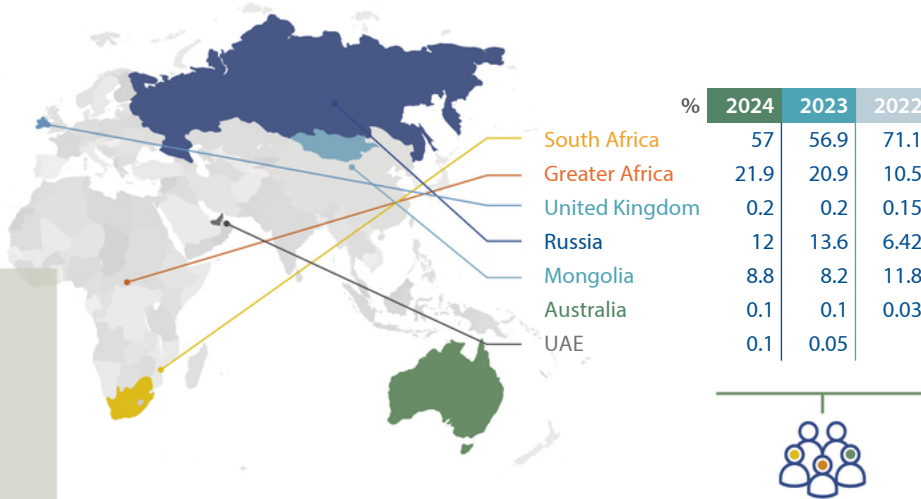 % 2024 2023 2022
South Africa 57 56.9 71.1
Greater Africa 21.9 20.9 10.5
United Kingdom 0.2 0.2 0.15
Russia 12 13.6 6.42
Mongolia 8.8 8.2 11.8
Australia 0.1 0.1 0.03
UAE 0.1 0.05